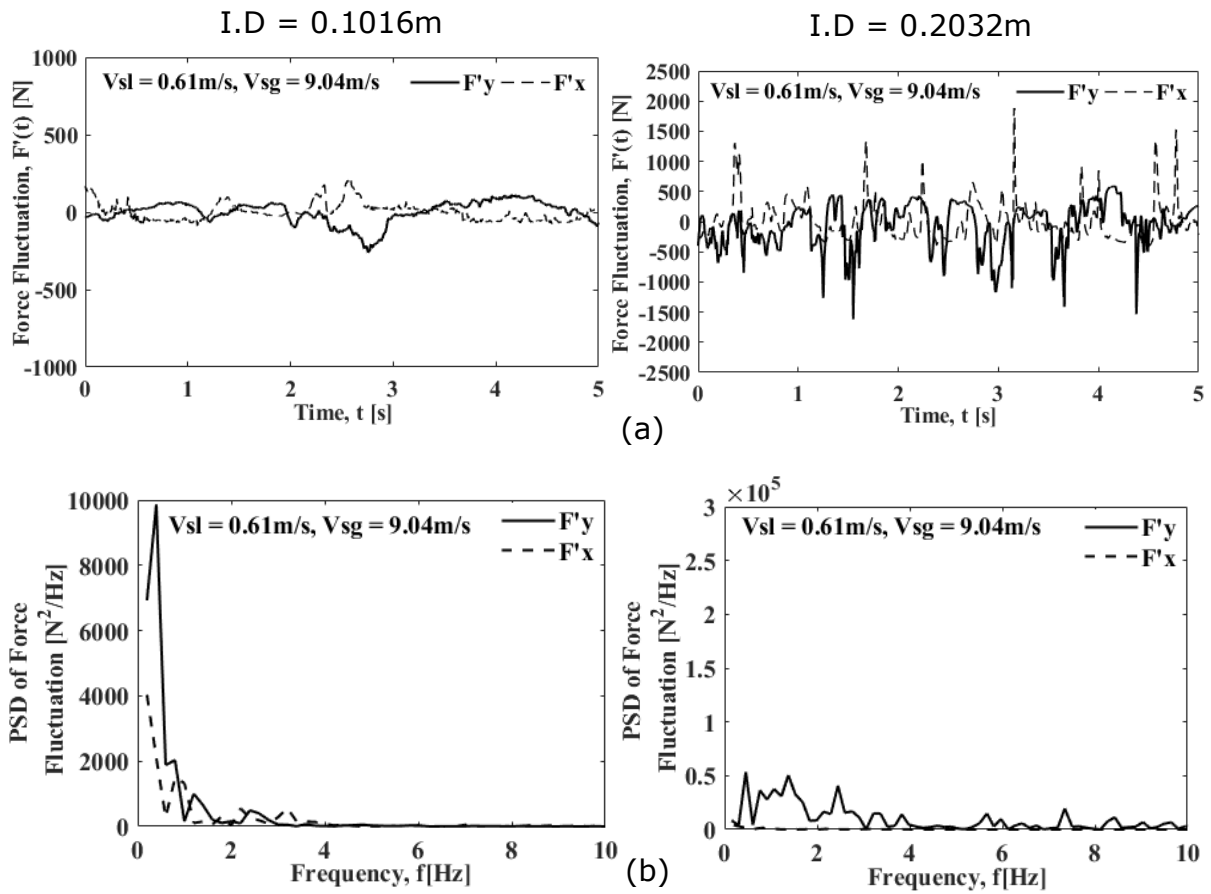 I.D = 0.1016m
I.D = 0.2032m
Force Fluctuation, F'(t) [N]
1000
500
0
-500
-1000
Vsl = 0.61m/s, Vsg = 9.04m/s
F'y
F'x
0 1 2 3 4 5
Time, t [s]
Force Fluctuation, F'(t) [N]
2500
2000
1500
1000
500
0
-500
-1000
-1500
-2000
-2500
Vsl = 0.61m/s, Vsg = 9.04m/s
F'y
F'x
0 1 2 3 4 5
Time, t [s]
(a)
PSD of Force
Fluctuation [N²/Hz]
10000
8000
6000
4000
2000
0
Vsl = 0.61m/s, Vsg = 9.04m/s
F'y
F'x
0 2 4 6 8 10
Frequency, f[Hz]
PSD of Force
Fluctuation [N²/Hz]
×10⁵
3
2.5
2
1.5
1
0.5
0
Vsl = 0.61m/s, Vsg = 9.04m/s
F'y
F'x
0 2 4 6 8 10
Frequency, f[Hz]
(b)